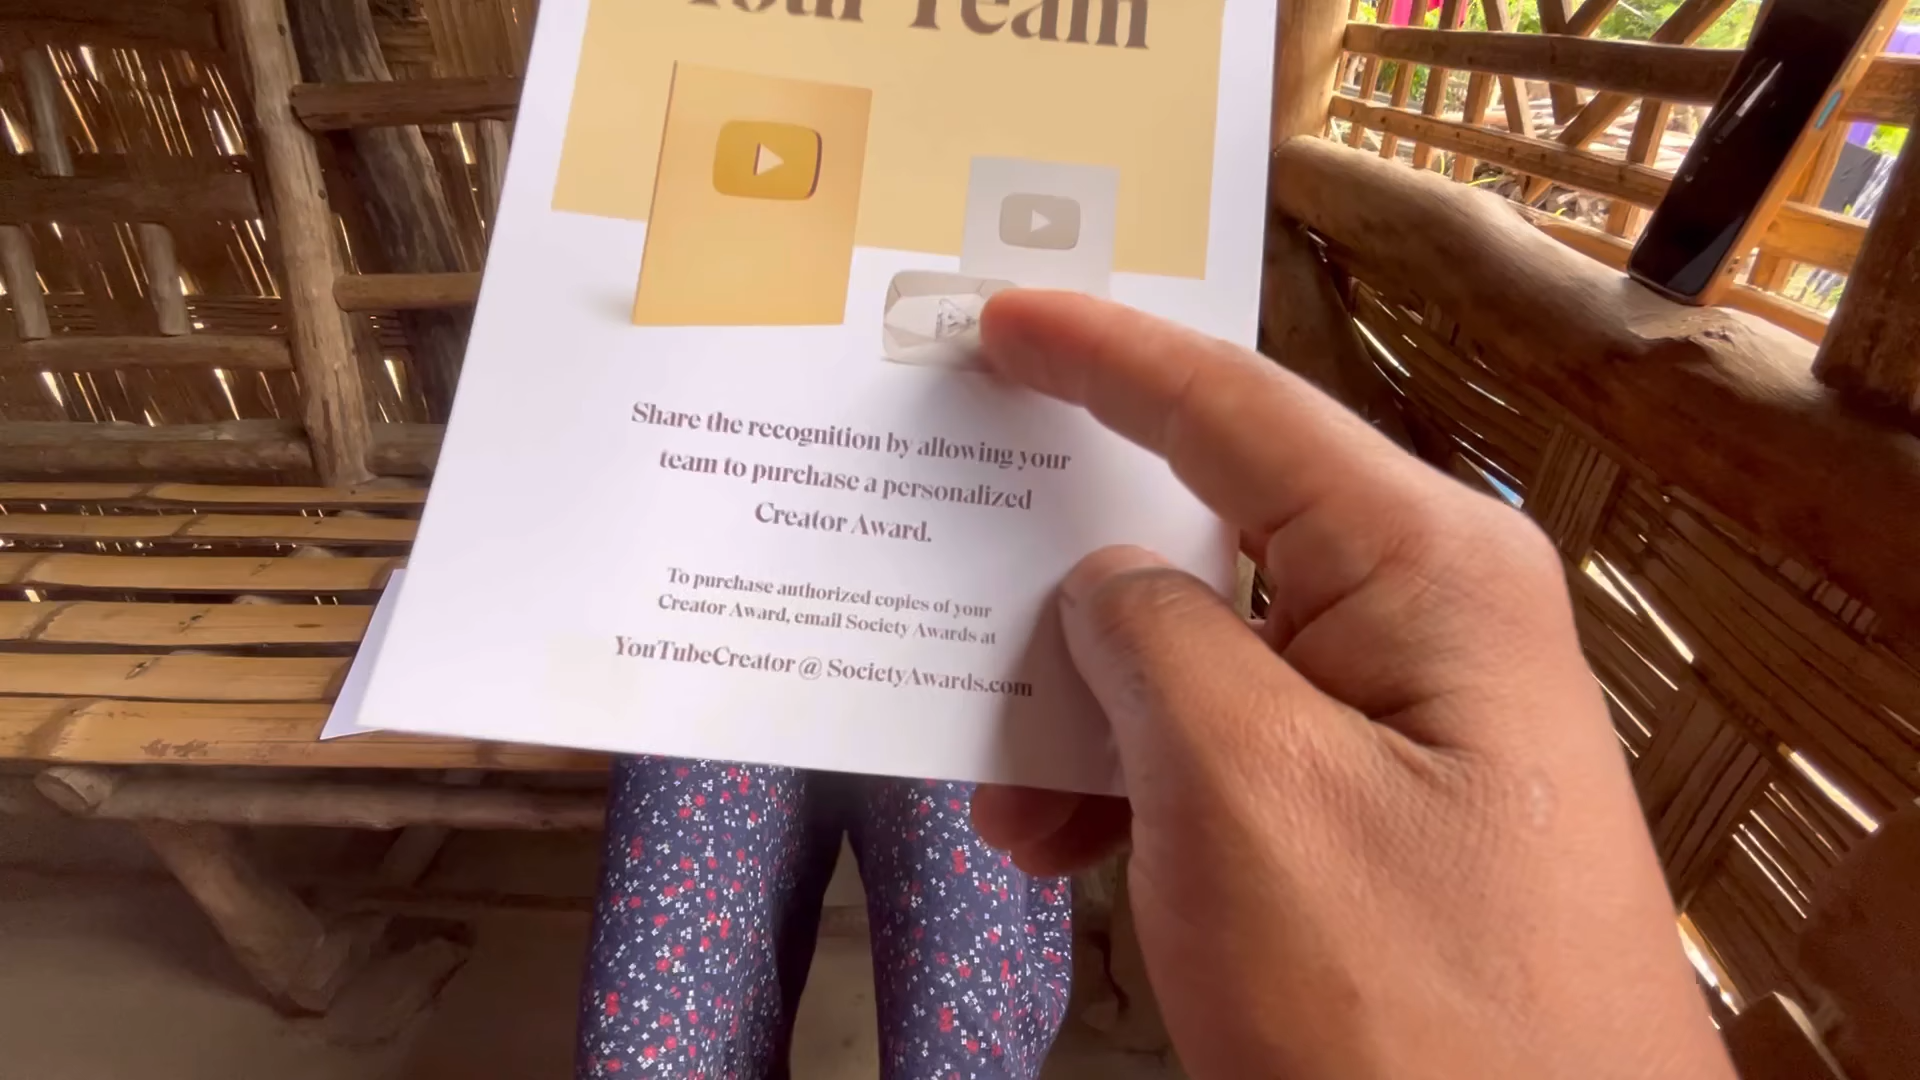 Your Team
Share the recognition by allowing your
team to purchase a personalized
Creator Award.
To purchase authorized copies of your
Creator Award, email Society Awards at
YouTubeCreator @ SocietyAwards.com